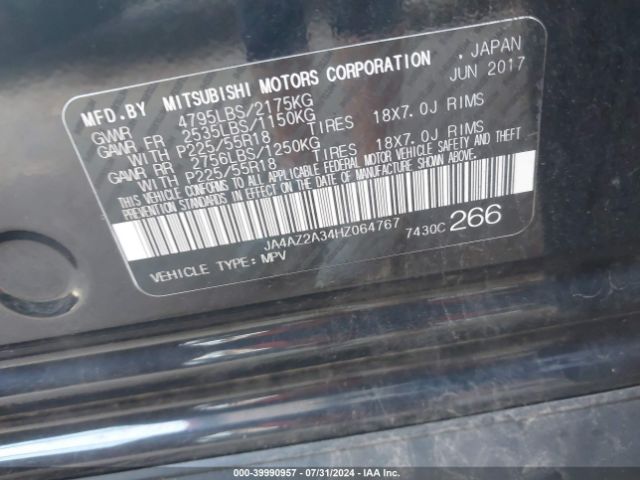 MFD.BY MITSUBISHI MOTORS CORPORATION , JAPAN
JUN 2017
GWVR 4795LBS/2175KG
GAWR FR 2535LBS/1150KG
WITH P225/55R18 TIRES 18X7.0J RIMS
GAWR RR 2756LBS/1250KG
WITH P225/55R18 TIRES 18X7.0J RIMS
THIS VEHICLE CONFORMS TO ALL APPLICABLE FEDERAL MOTOR VEHICLE SAFETY AND THEFT
PREVENTION STANDARDS IN EFFECT ON THE DATE OF MANUFACTURE SHOWN ABOVE.
JA4AZ2A34HZ064767 7430C 266
VEHICLE TYPE: MPV
000-39990957 - 07/31/2024 - IAA Inc.